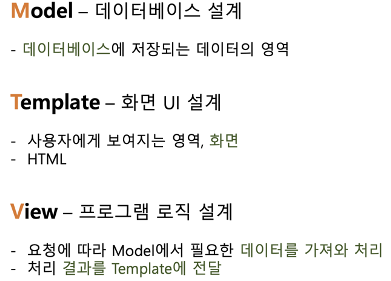 Model – 데이터베이스 설계
- 데이터베이스에 저장되는 데이터의 영역
Template – 화면 UI 설계
- 사용자에게 보여지는 영역, 화면
- HTML
View – 프로그램 로직 설계
- 요청에 따라 Model에서 필요한 데이터를 가져와 처리
- 처리 결과를 Template에 전달